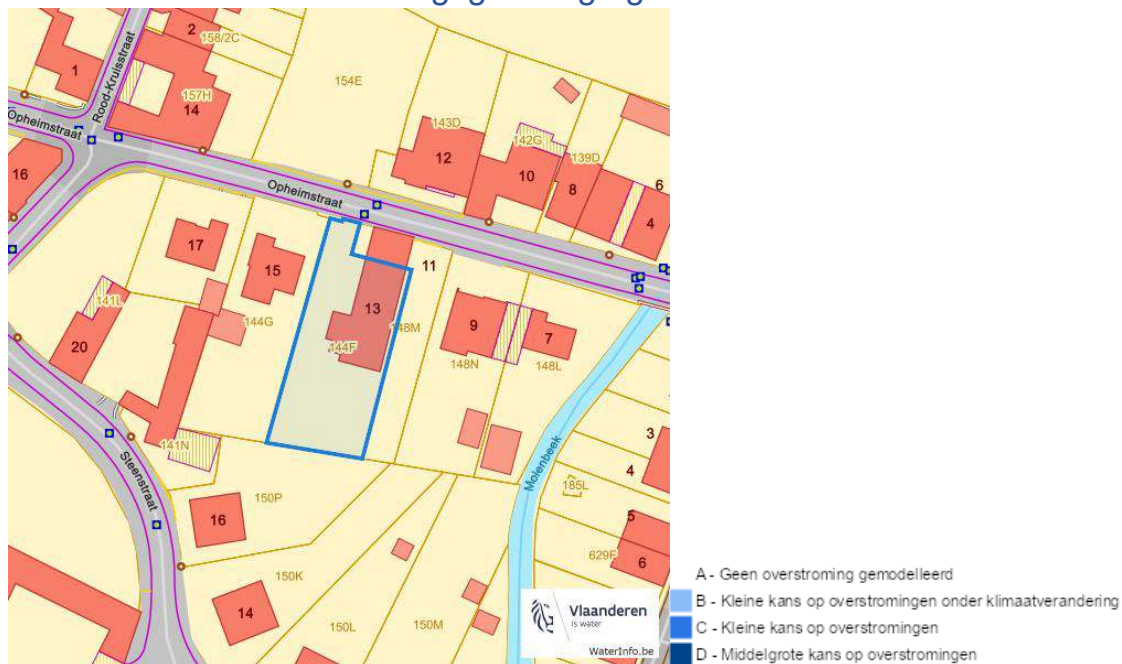 2
158/2C
1
Rood-Kruisstraat
157H
14
154E
Opheimstraat
143D
142G
139D
12
10
8
6
4
16
Opheimstraat
17
15
11
141L
144G
13
148M
20
144F
9
7
148N
148L
141N
Steenstraat
Molenbeek
3
4
185L
150P
16
5
629F
6
150K
14
150L
150M
Vlaanderen
is water
WaterInfo.be
A - Geen overstroming gemodelleerd
B - Kleine kans op overstromingen onder klimaatverandering
C - Kleine kans op overstromingen
D - Middelgrote kans op overstromingen